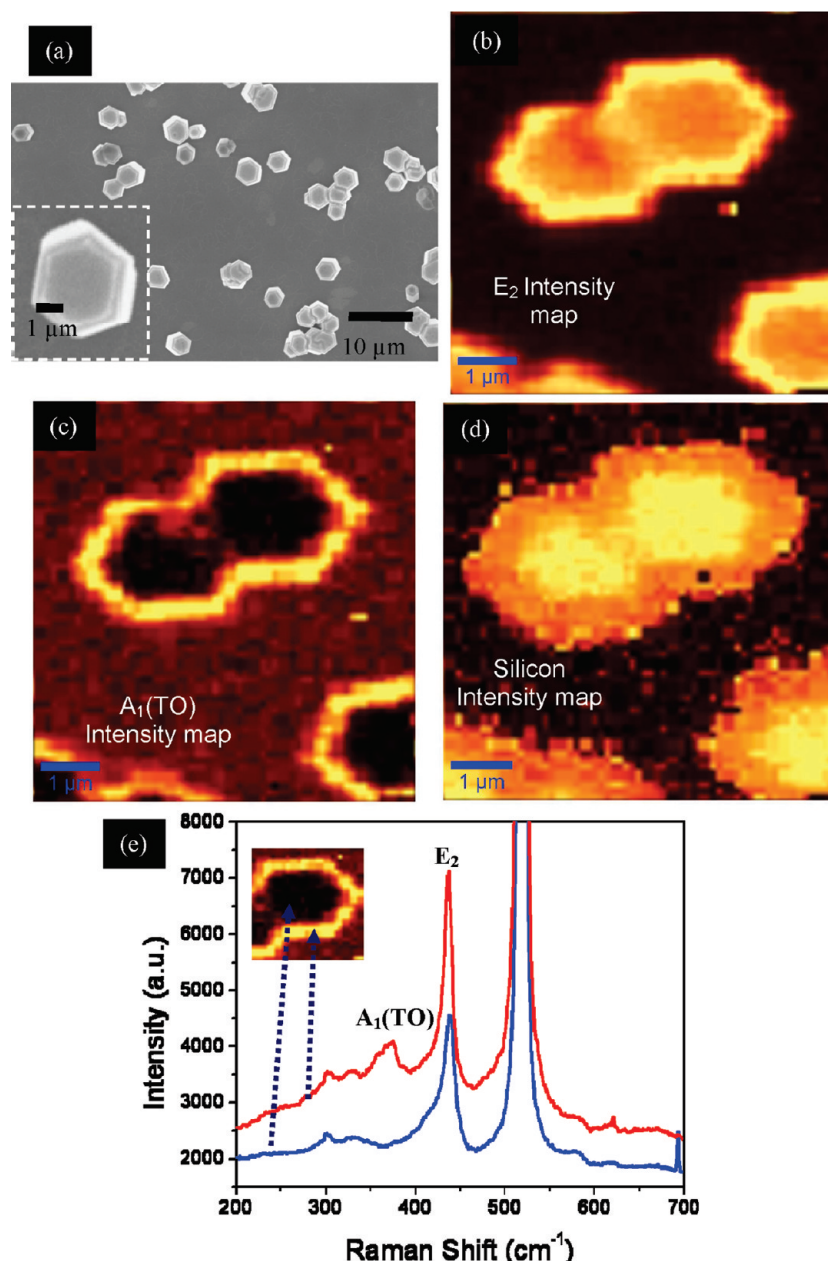 (a)
1 µm
10 µm
(b)
E₂ Intensity
map
1 µm
(c)
A₁(TO)
Intensity map
1 µm
(d)
Silicon
Intensity map
1 µm
(e)
8000
7000
6000
5000
4000
3000
2000
Intensity (a.u.)
E₂
A₁(TO)
200
300
400
500
600
700
Raman Shift (cm⁻¹)